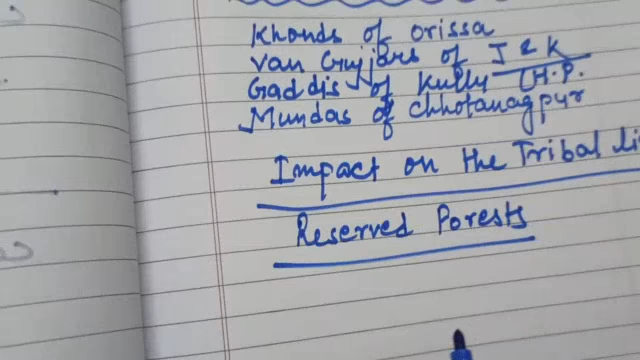 Khonds of Orissa
Van Gujjars of J & K
Gaddis of Kullu (H.P.
Mundas of Chhotanagpur
Impact on the Tribal
Reserved Forests